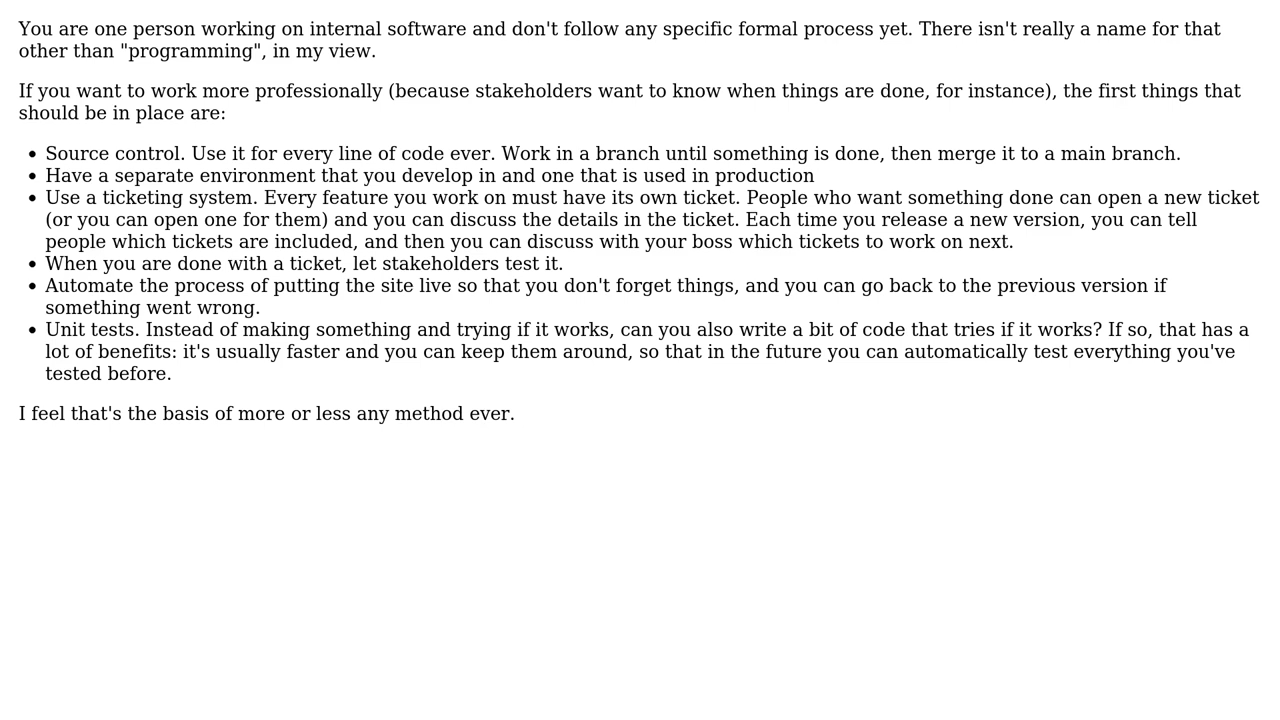 You are one person working on internal software and don't follow any specific formal process yet. There isn't really a name for that
other than "programming", in my view.
If you want to work more professionally (because stakeholders want to know when things are done, for instance), the first things that
should be in place are:
• Source control. Use it for every line of code ever. Work in a branch until something is done, then merge it to a main branch.
• Have a separate environment that you develop in and one that is used in production
• Use a ticketing system. Every feature you work on must have its own ticket. People who want something done can open a new ticket
(or you can open one for them) and you can discuss the details in the ticket. Each time you release a new version, you can tell
people which tickets are included, and then you can discuss with your boss which tickets to work on next.
• When you are done with a ticket, let stakeholders test it.
• Automate the process of putting the site live so that you don't forget things, and you can go back to the previous version if
something went wrong.
• Unit tests. Instead of making something and trying if it works, can you also write a bit of code that tries if it works? If so, that has a
lot of benefits: it's usually faster and you can keep them around, so that in the future you can automatically test everything you've
tested before.
I feel that's the basis of more or less any method ever.